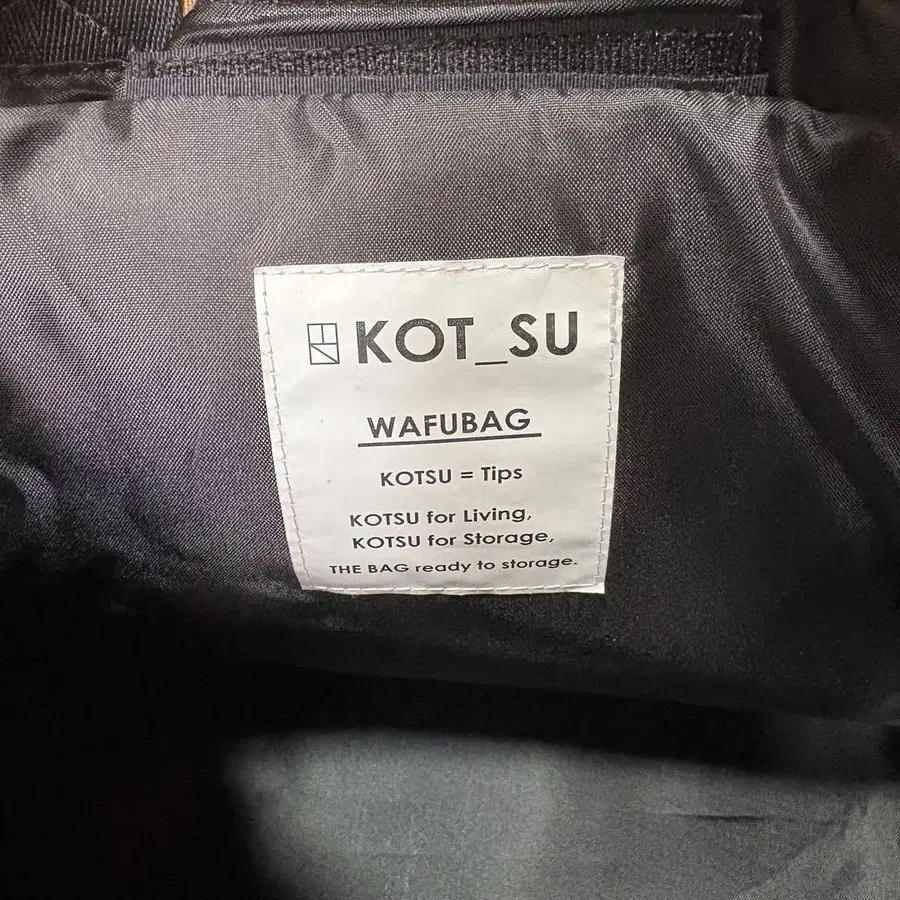 KOT_SU
WAFUBAG
KOTSU = Tips
KOTSU for Living,
KOTSU for Storage,
THE BAG ready to storage.